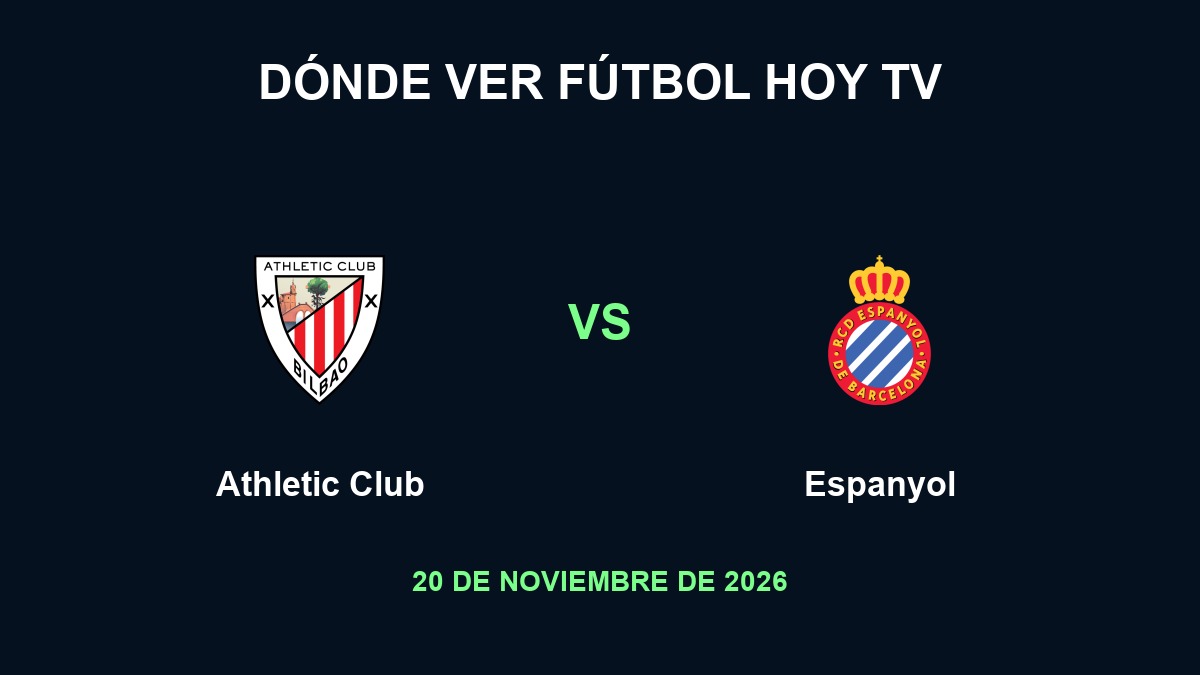 DÓNDE VER FÚTBOL HOY TV
ATHLETIC CLUB
BILBAO
VS
RCD ESPANYOL
DE BARCELONA
Athletic Club
Espanyol
20 DE NOVIEMBRE DE 2026